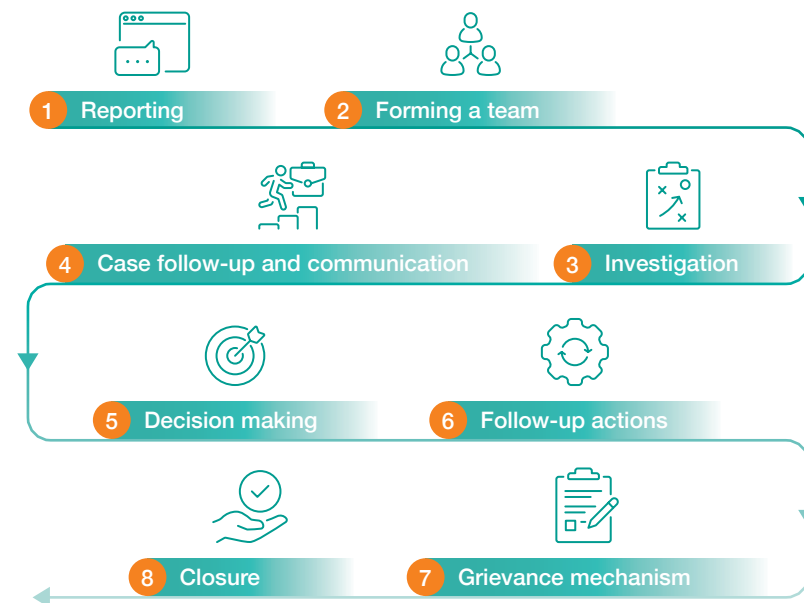 1 Reporting
2 Forming a team
4 Case follow-up and communication
3 Investigation
5 Decision making
6 Follow-up actions
8 Closure
7 Grievance mechanism